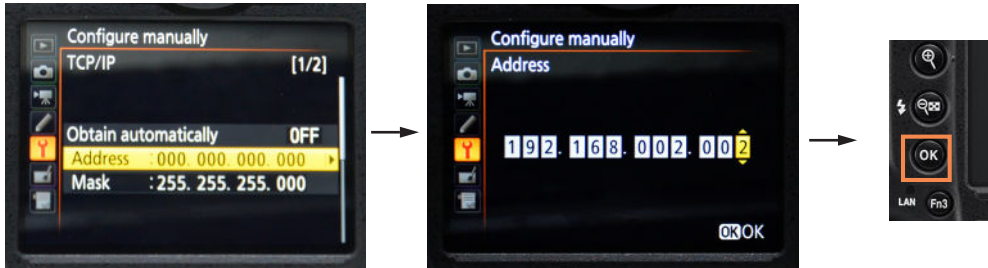 Configure manually
TCP/IP [1/2]
Obtain automatically OFF
Address :000. 000. 000. 000
Mask :255. 255. 255. 000
Configure manually
Address
192. 168. 002. 002
OK OK
OK
LAN Fn3